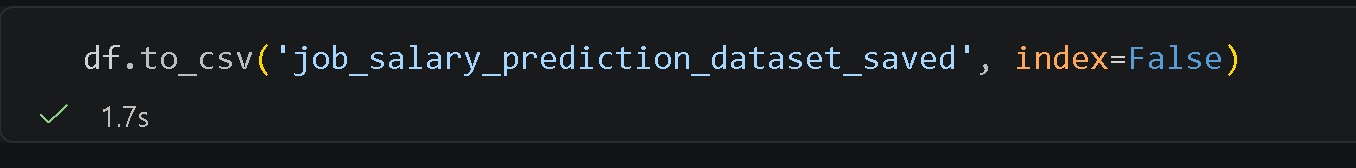 df.to_csv('job_salary_prediction_dataset_saved', index=False)
1.7s